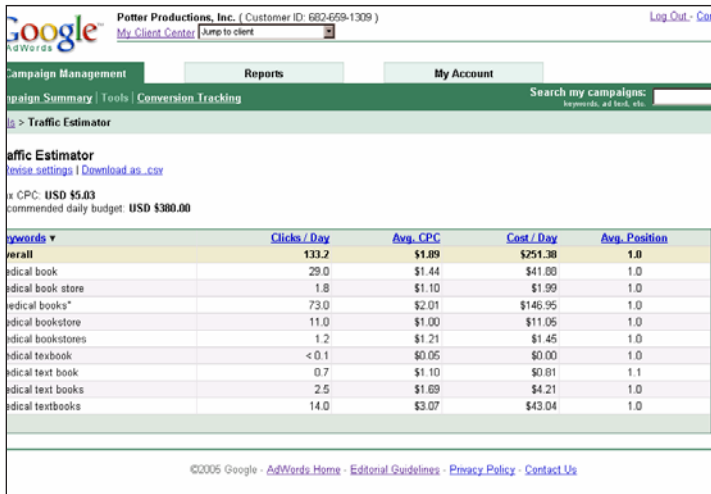 Google Potter Productions, Inc. ( Customer ID: 682-659-1309 ) Log Out - Co
AdWords My Client Center Jump to client
Campaign Management Reports My Account
mpaign Summary | Tools | Conversion Tracking Search my campaigns:
keywords, ad text, etc.
ls > Traffic Estimator
affic Estimator
Revise settings | Download as .csv
x CPC: USD $5.03
commended daily budget: USD $380.00
eywords ▼ Clicks / Day Avg. CPC Cost / Day Avg. Position
verall 133.2 $1.89 $251.38 1.0
edical book 29.0 $1.44 $41.88 1.0
edical book store 1.8 $1.10 $1.99 1.0
edical books" 73.0 $2.01 $146.95 1.0
edical bookstore 11.0 $1.00 $11.05 1.0
edical bookstores 1.2 $1.21 $1.45 1.0
edical texbook < 0.1 $0.05 $0.00 1.0
edical text book 0.7 $1.10 $0.81 1.1
edical text books 2.5 $1.69 $4.21 1.0
edical textbooks 14.0 $3.07 $43.04 1.0
©2005 Google - AdWords Home - Editorial Guidelines - Privacy Policy - Contact Us